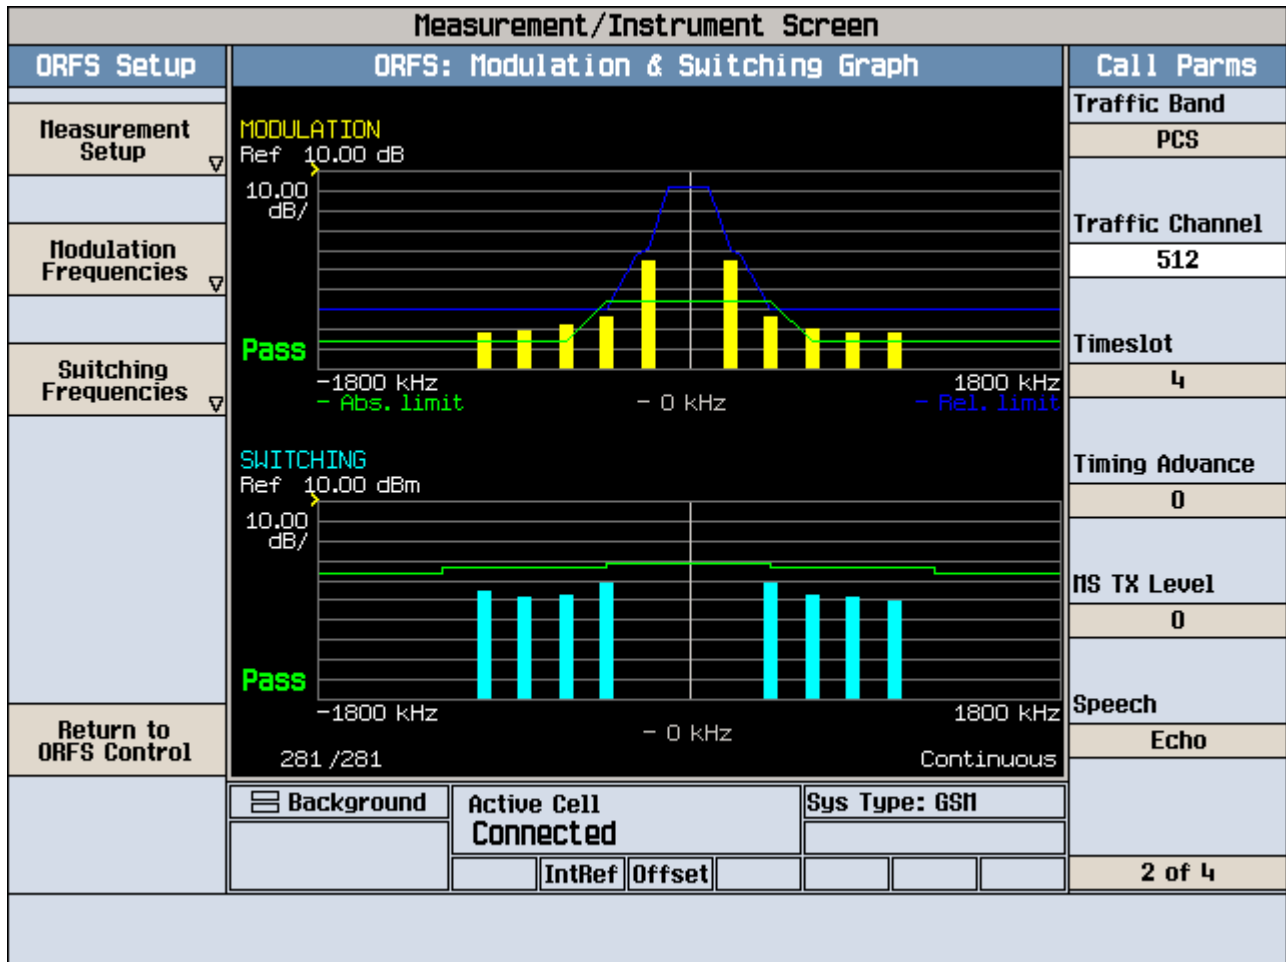 Measurement/Instrument Screen
ORFS Setup
Measurement
Setup
Modulation
Frequencies
Switching
Frequencies
Return to
ORFS Control
ORFS: Modulation & Switching Graph
MODULATION
Ref 10.00 dB
10.00
dB/
Pass
-1800 kHz
1800 kHz
- Abs. limit
- 0 kHz
- Rel. limit
SWITCHING
Ref 10.00 dBm
10.00
dB/
Pass
-1800 kHz
1800 kHz
- 0 kHz
281 /281
Continuous
Background
Active Cell
Connected
Sys Type: GSM
IntRef
Offset
Call Parms
Traffic Band
PCS
Traffic Channel
512
Timeslot
4
Timing Advance
0
MS TX Level
0
Speech
Echo
2 of 4